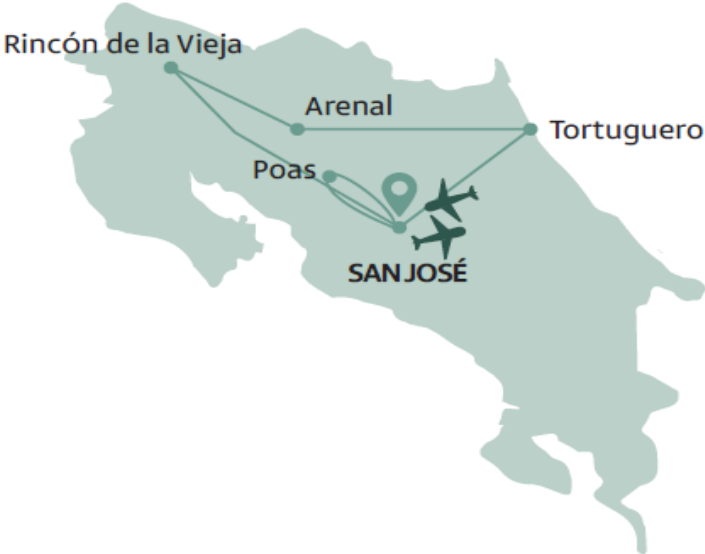 Rincón de la Vieja
Arenal
Tortuguero
Poas
SAN JOSÉ